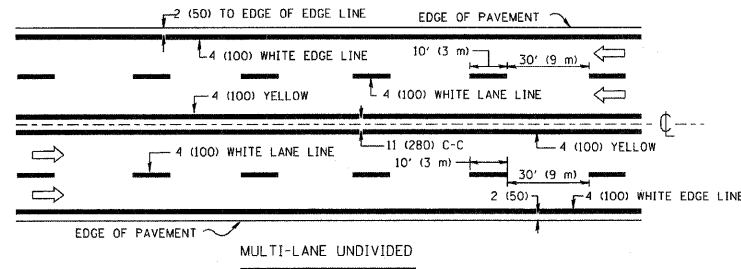 2 (50) TO EDGE OF EDGE LINE
EDGE OF PAVEMENT
4 (100) WHITE EDGE LINE
10' (3 m)
30' (9 m)
4 (100) YELLOW
4 (100) WHITE LANE LINE
℄
4 (100) WHITE LANE LINE
11 (280) C-C
4 (100) YELLOW
10' (3 m)
30' (9 m)
2 (50)
4 (100) WHITE EDGE LINE
EDGE OF PAVEMENT
MULTI-LANE UNDIVIDED